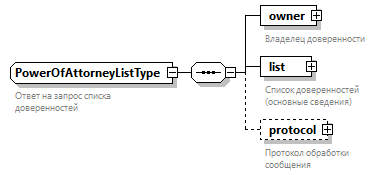 owner
Владелец доверенности
PowerOfAttorneyListType
Ответ на запрос списка
доверенностей
list
Список доверенностей
(основные сведения)
protocol
Протокол обработки
сообщения